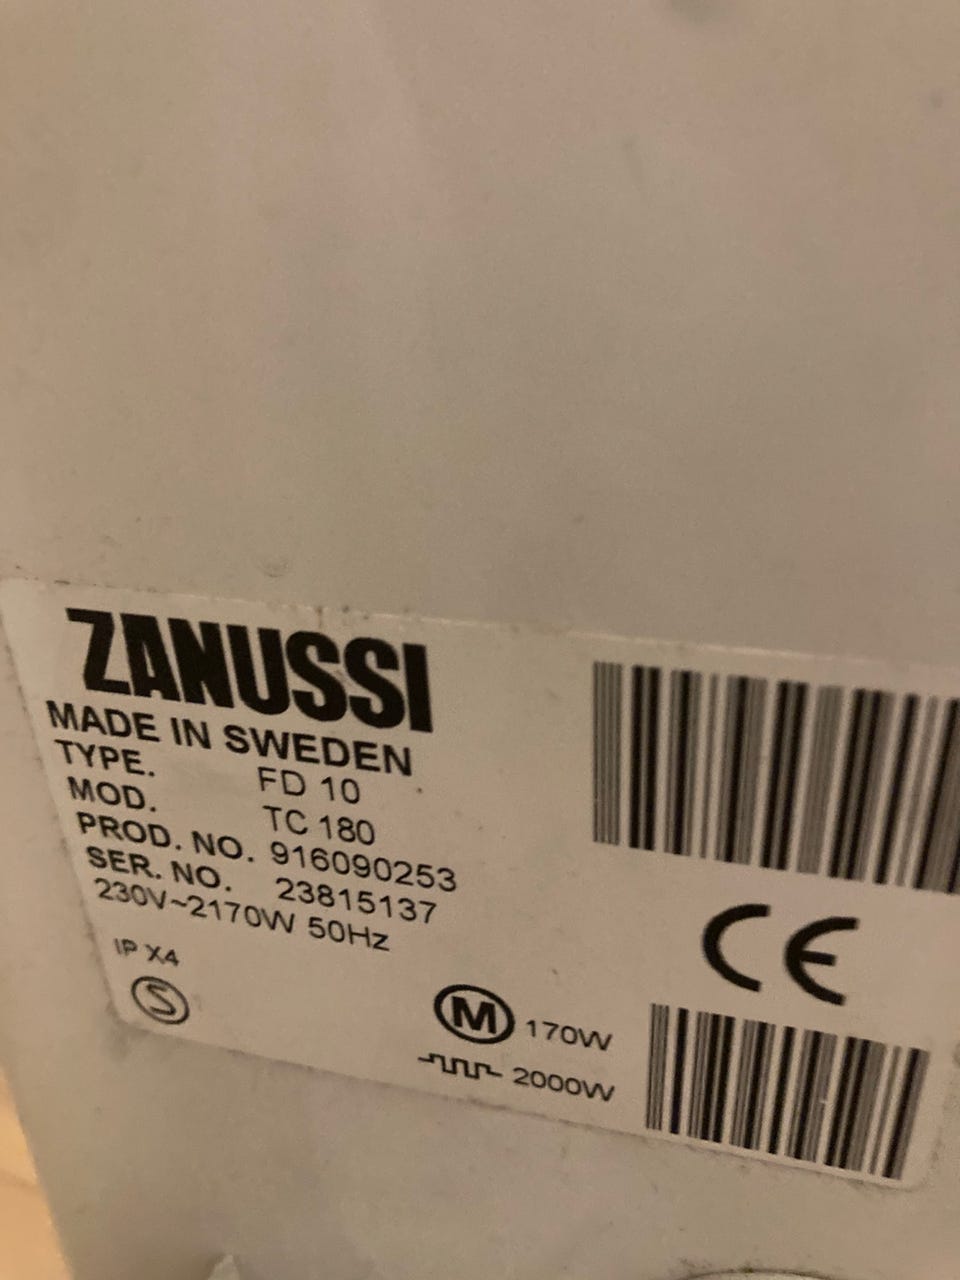 ZANUSSI
MADE IN SWEDEN
TYPE. FD 10
MOD. TC 180
PROD. NO. 916090253
SER. NO. 23815137
230V~2170W 50Hz
IP X4
S
CE
M 170W
2000W